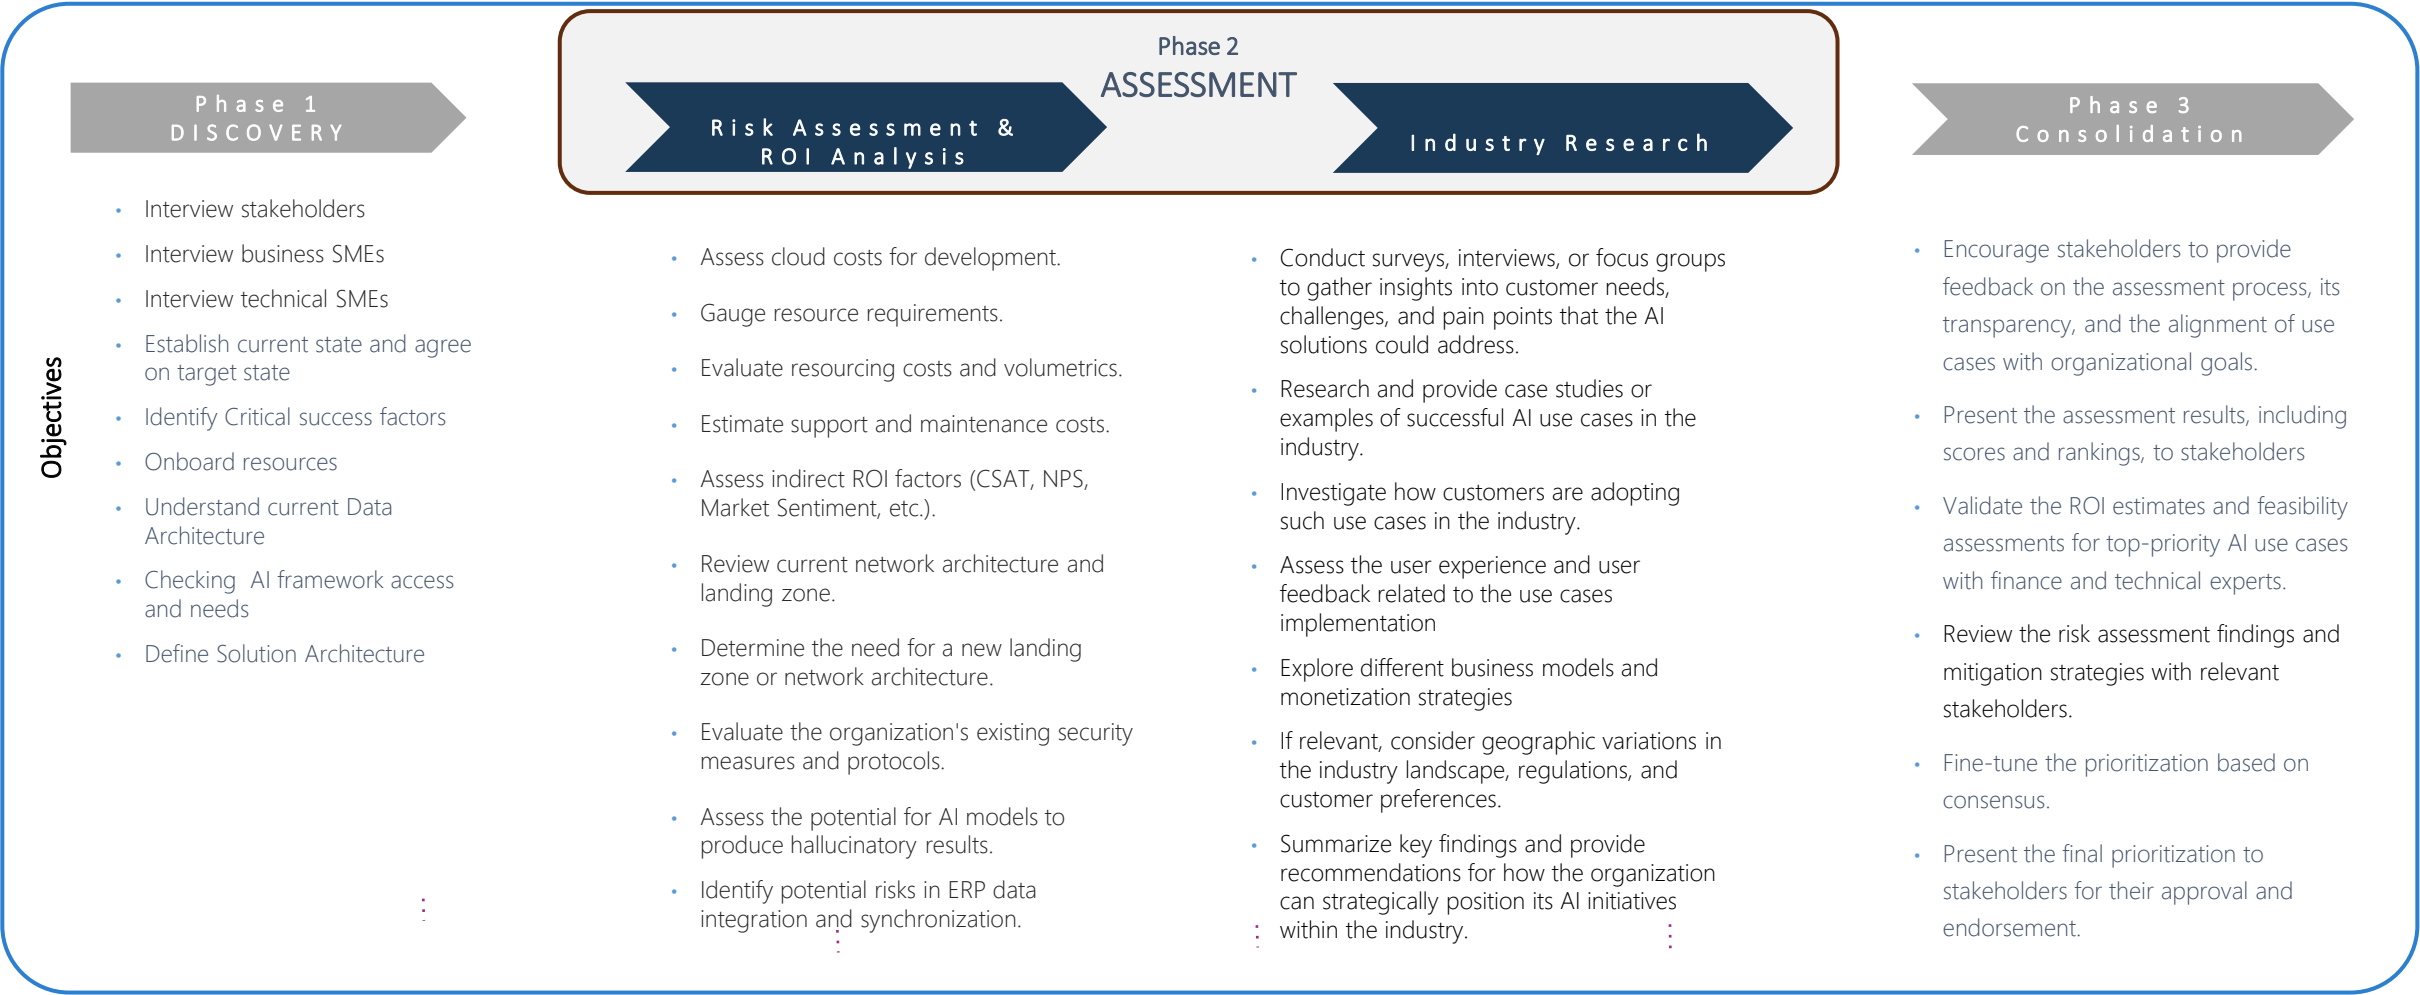 Phase 1
DISCOVERY
Phase 2
ASSESSMENT
Risk Assessment &
ROI Analysis
Industry Research
Phase 3
Consolidation
Objectives
• Interview stakeholders
• Interview business SMEs
• Interview technical SMEs
• Establish current state and agree
on target state
• Identify Critical success factors
• Onboard resources
• Understand current Data
Architecture
• Checking  AI framework access
and needs
• Define Solution Architecture
• Assess cloud costs for development.
• Gauge resource requirements.
• Evaluate resourcing costs and volumetrics.
• Estimate support and maintenance costs.
• Assess indirect ROI factors (CSAT, NPS,
Market Sentiment, etc.).
• Review current network architecture and
landing zone.
• Determine the need for a new landing
zone or network architecture.
• Evaluate the organization's existing security
measures and protocols.
• Assess the potential for AI models to
produce hallucinatory results.
• Identify potential risks in ERP data
integration and synchronization.
• Conduct surveys, interviews, or focus groups
to gather insights into customer needs,
challenges, and pain points that the AI
solutions could address.
• Research and provide case studies or
examples of successful AI use cases in the
industry.
• Investigate how customers are adopting
such use cases in the industry.
• Assess the user experience and user
feedback related to the use cases
implementation
• Explore different business models and
monetization strategies
• If relevant, consider geographic variations in
the industry landscape, regulations, and
customer preferences.
• Summarize key findings and provide
recommendations for how the organization
can strategically position its AI initiatives
within the industry.
• Encourage stakeholders to provide
feedback on the assessment process, its
transparency, and the alignment of use
cases with organizational goals.
• Present the assessment results, including
scores and rankings, to stakeholders
• Validate the ROI estimates and feasibility
assessments for top-priority AI use cases
with finance and technical experts.
• Review the risk assessment findings and
mitigation strategies with relevant
stakeholders.
• Fine-tune the prioritization based on
consensus.
• Present the final prioritization to
stakeholders for their approval and
endorsement.